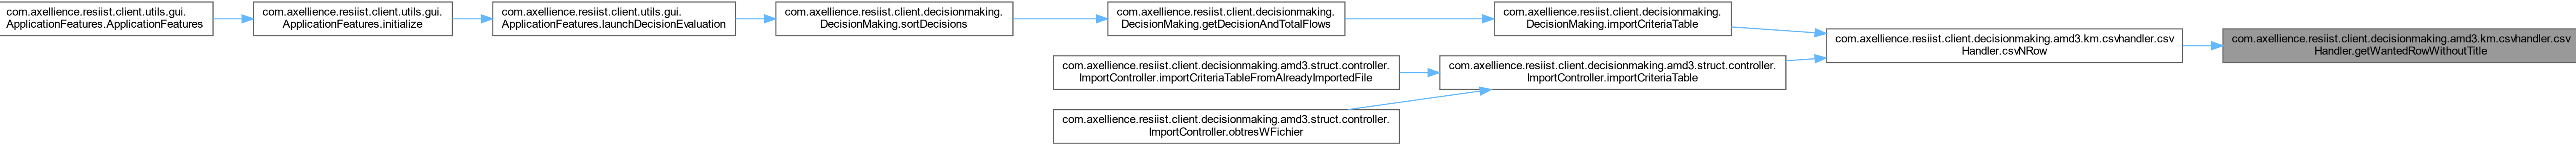 com.axellience.resiist.client.utils.gui.
ApplicationFeatures.ApplicationFeatures
com.axellience.resiist.client.utils.gui.
ApplicationFeatures.initialize
com.axellience.resiist.client.utils.gui.
ApplicationFeatures.launchDecisionEvaluation
com.axellience.resiist.client.decisionmaking.
DecisionMaking.sortDecisions
com.axellience.resiist.client.decisionmaking.
DecisionMaking.getDecisionAndTotalFlows
com.axellience.resiist.client.decisionmaking.
DecisionMaking.importCriteriaTable
com.axellience.resiist.client.decisionmaking.amd3.km.csvhandler.csv
Handler.csvNRow
com.axellience.resiist.client.decisionmaking.amd3.km.csvhandler.csv
Handler.getWantedRowWithoutTitle
com.axellience.resiist.client.decisionmaking.amd3.struct.controller.
ImportController.importCriteriaTableFromAlreadyImportedFile
com.axellience.resiist.client.decisionmaking.amd3.struct.controller.
ImportController.importCriteriaTable
com.axellience.resiist.client.decisionmaking.amd3.struct.controller.
ImportController.obtresWFichier